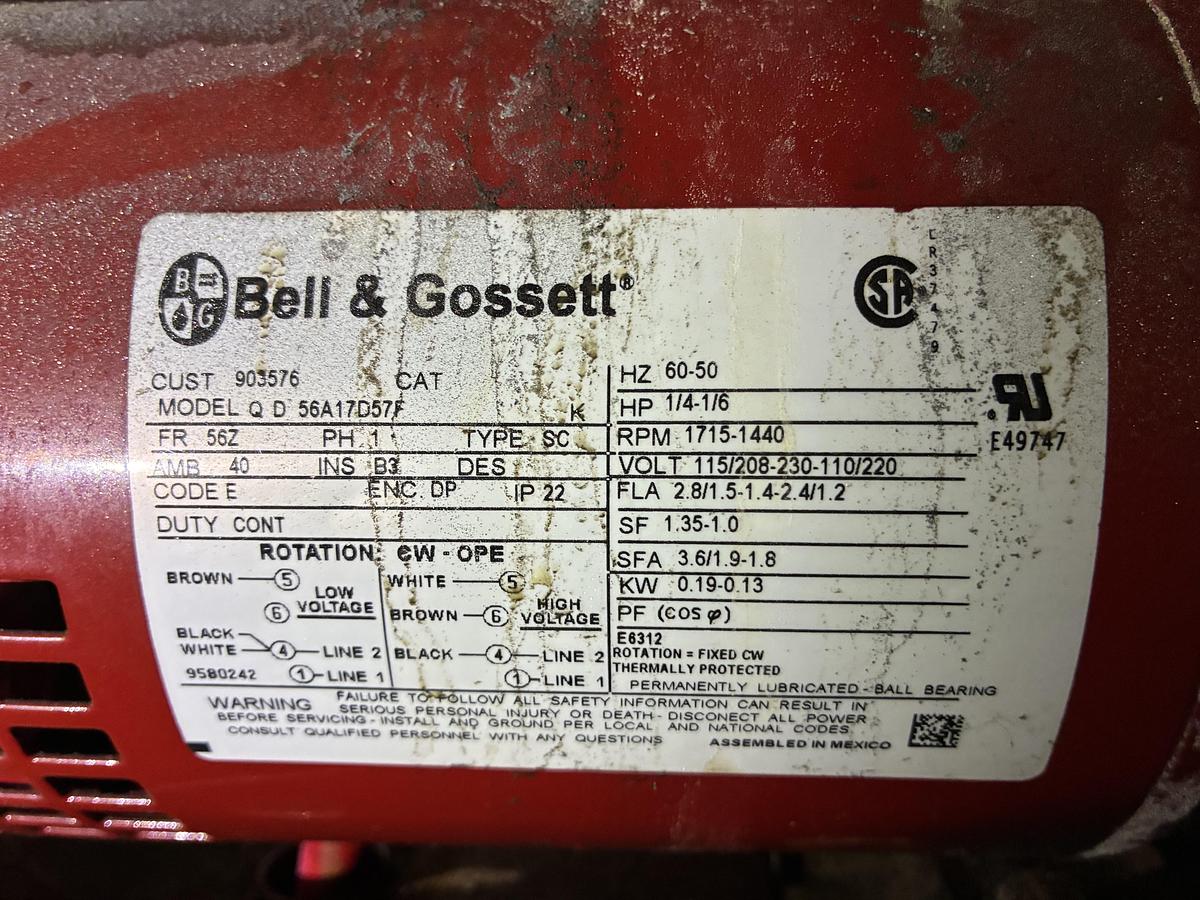 B G
Bell & Gossett®
CSA
LR37479
CUST 903576 CAT
MODEL Q D 56A17D57F K
FR 56Z PH 1 TYPE SC
AMB 40 INS B3 DES
CODE E ENC DP IP 22
DUTY CONT
ROTATION CW - OPE
BROWN 5
6 LOW VOLTAGE
BLACK
WHITE 4 LINE 2
9580242 1 LINE 1
WHITE 5
BROWN 6 HIGH VOLTAGE
BLACK 4 LINE 2
1 LINE 1
HZ 60-50
HP 1/4-1/6
RPM 1715-1440
VOLT 115/208-230-110/220
FLA 2.8/1.5-1.4-2.4/1.2
SF 1.35-1.0
SFA 3.6/1.9-1.8
KW 0.19-0.13
PF (COS φ)
E6312
ROTATION = FIXED CW
THERMALLY PROTECTED
PERMANENTLY LUBRICATED - BALL BEARING
E49747
WARNING FAILURE TO FOLLOW ALL SAFETY INFORMATION CAN RESULT IN
SERIOUS PERSONAL INJURY OR DEATH - DISCONECT ALL POWER
BEFORE SERVICING - INSTALL AND GROUND PER LOCAL AND NATIONAL CODES
CONSULT QUALIFIED PERSONNEL WITH ANY QUESTIONS
ASSEMBLED IN MEXICO